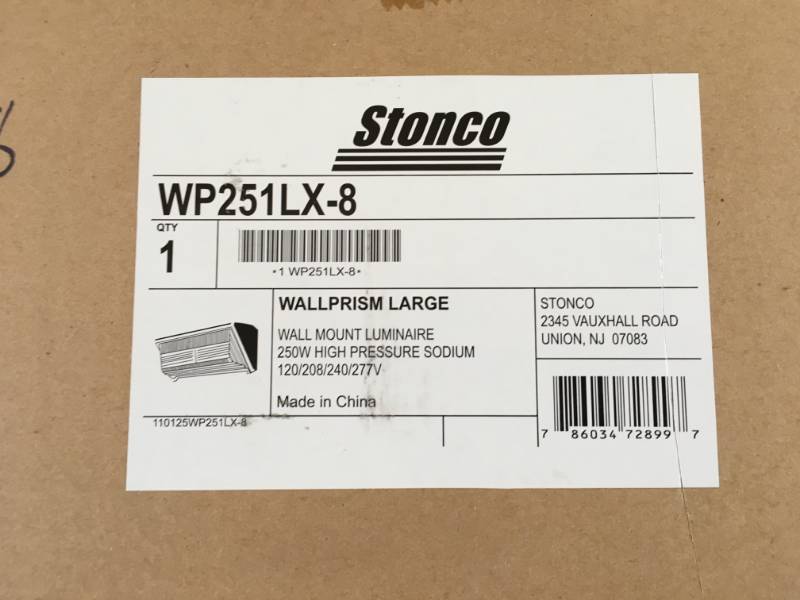 Stonco
WP251LX-8
QTY
1
*1 WP251LX-8*
WALLPRISM LARGE
WALL MOUNT LUMINAIRE
250W HIGH PRESSURE SODIUM
120/208/240/277V
Made in China
110125WP251LX-8
STONCO
2345 VAUXHALL ROAD
UNION, NJ 07083
7 86034 72899 7